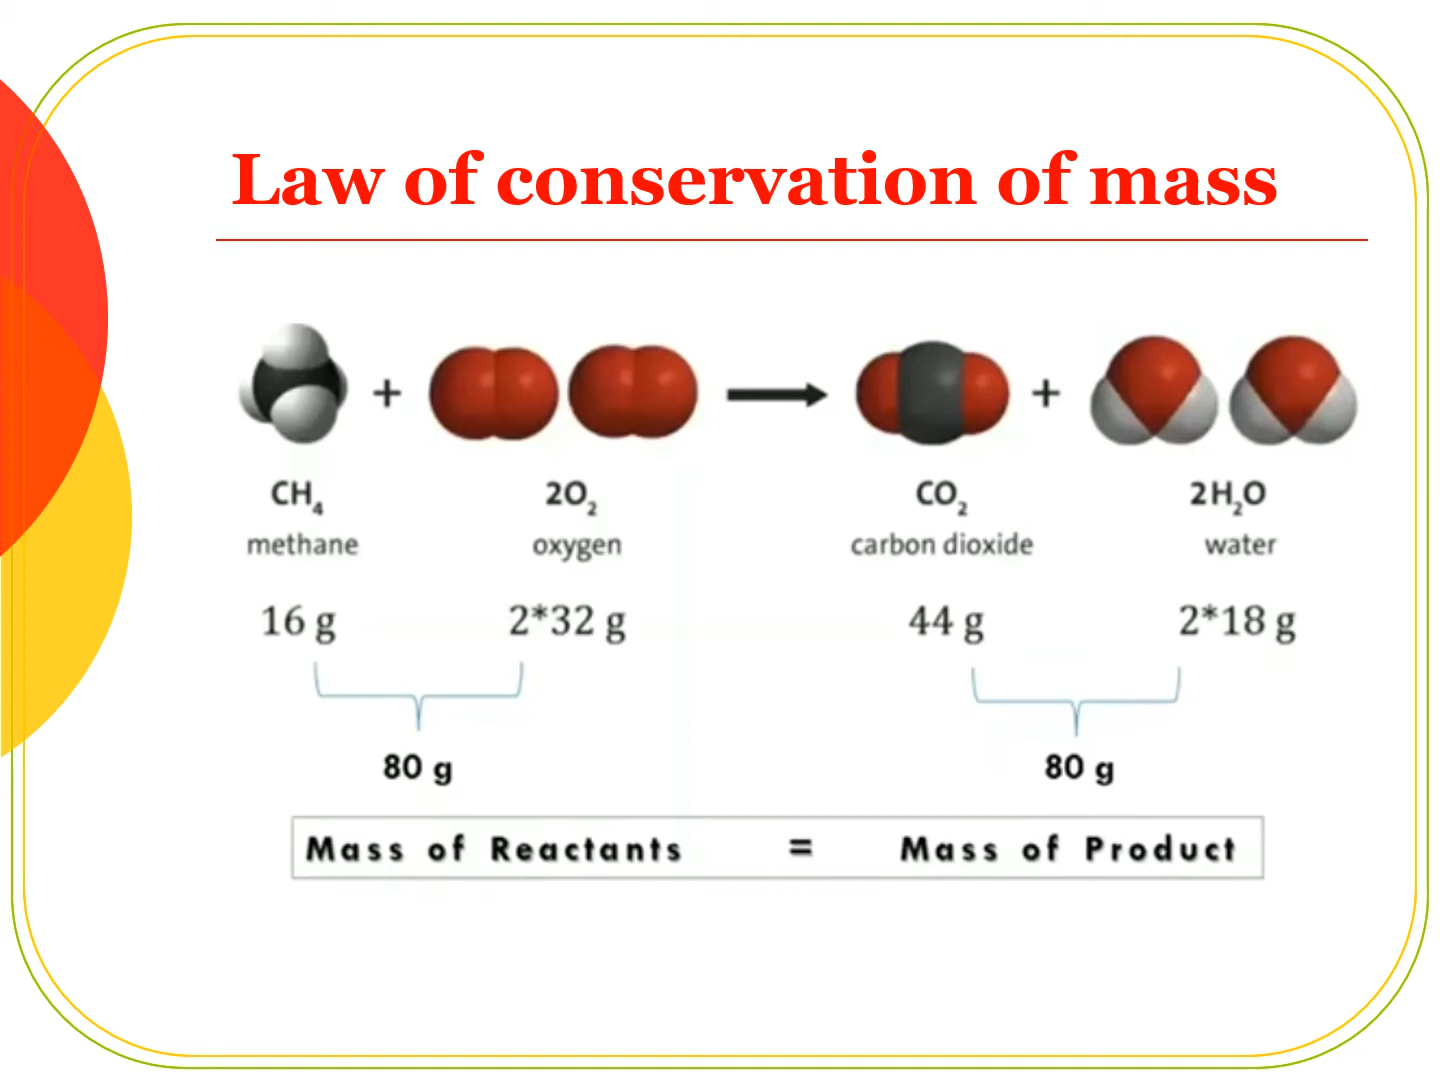 Law of conservation of mass
+ +
CH₄ 2O₂ CO₂ 2H₂O
methane oxygen carbon dioxide water
16 g 2*32 g 44 g 2*18 g
80 g 80 g
Mass of Reactants = Mass of Product